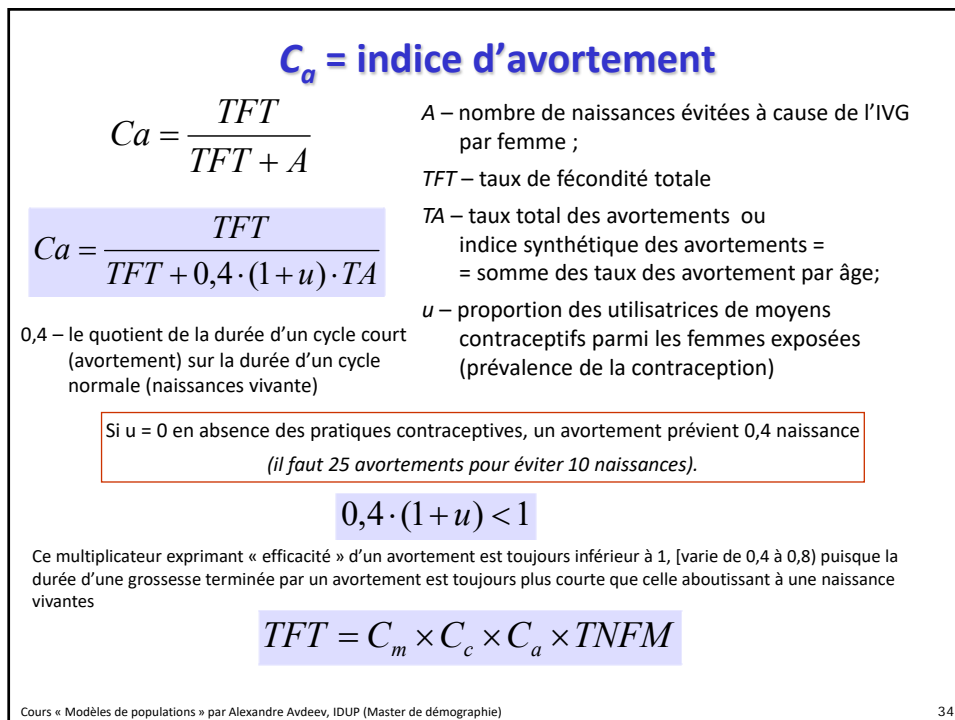 Ca = indice d'avortement
Ca = TFT / (TFT + A)
Ca = TFT / (TFT + 0,4·(1+u)·TA)
0,4 – le quotient de la durée d'un cycle court
(avortement) sur la durée d'un cycle
normale (naissances vivante)
A – nombre de naissances évitées à cause de l'IVG
par femme ;
TFT – taux de fécondité totale
TA – taux total des avortements ou
indice synthétique des avortements =
= somme des taux des avortement par âge;
u – proportion des utilisatrices de moyens
contraceptifs parmi les femmes exposées
(prévalence de la contraception)
Si u = 0 en absence des pratiques contraceptives, un avortement prévient 0,4 naissance
(il faut 25 avortements pour éviter 10 naissances).
0,4·(1+u) < 1
Ce multiplicateur exprimant « efficacité » d'un avortement est toujours inférieur à 1, [varie de 0,4 à 0,8) puisque la
durée d'une grossesse terminée par un avortement est toujours plus courte que celle aboutissant à une naissance
vivantes
TFT = Cm × Cc × Ca × TNFM
Cours « Modèles de populations » par Alexandre Avdeev, IDUP (Master de démographie)
34